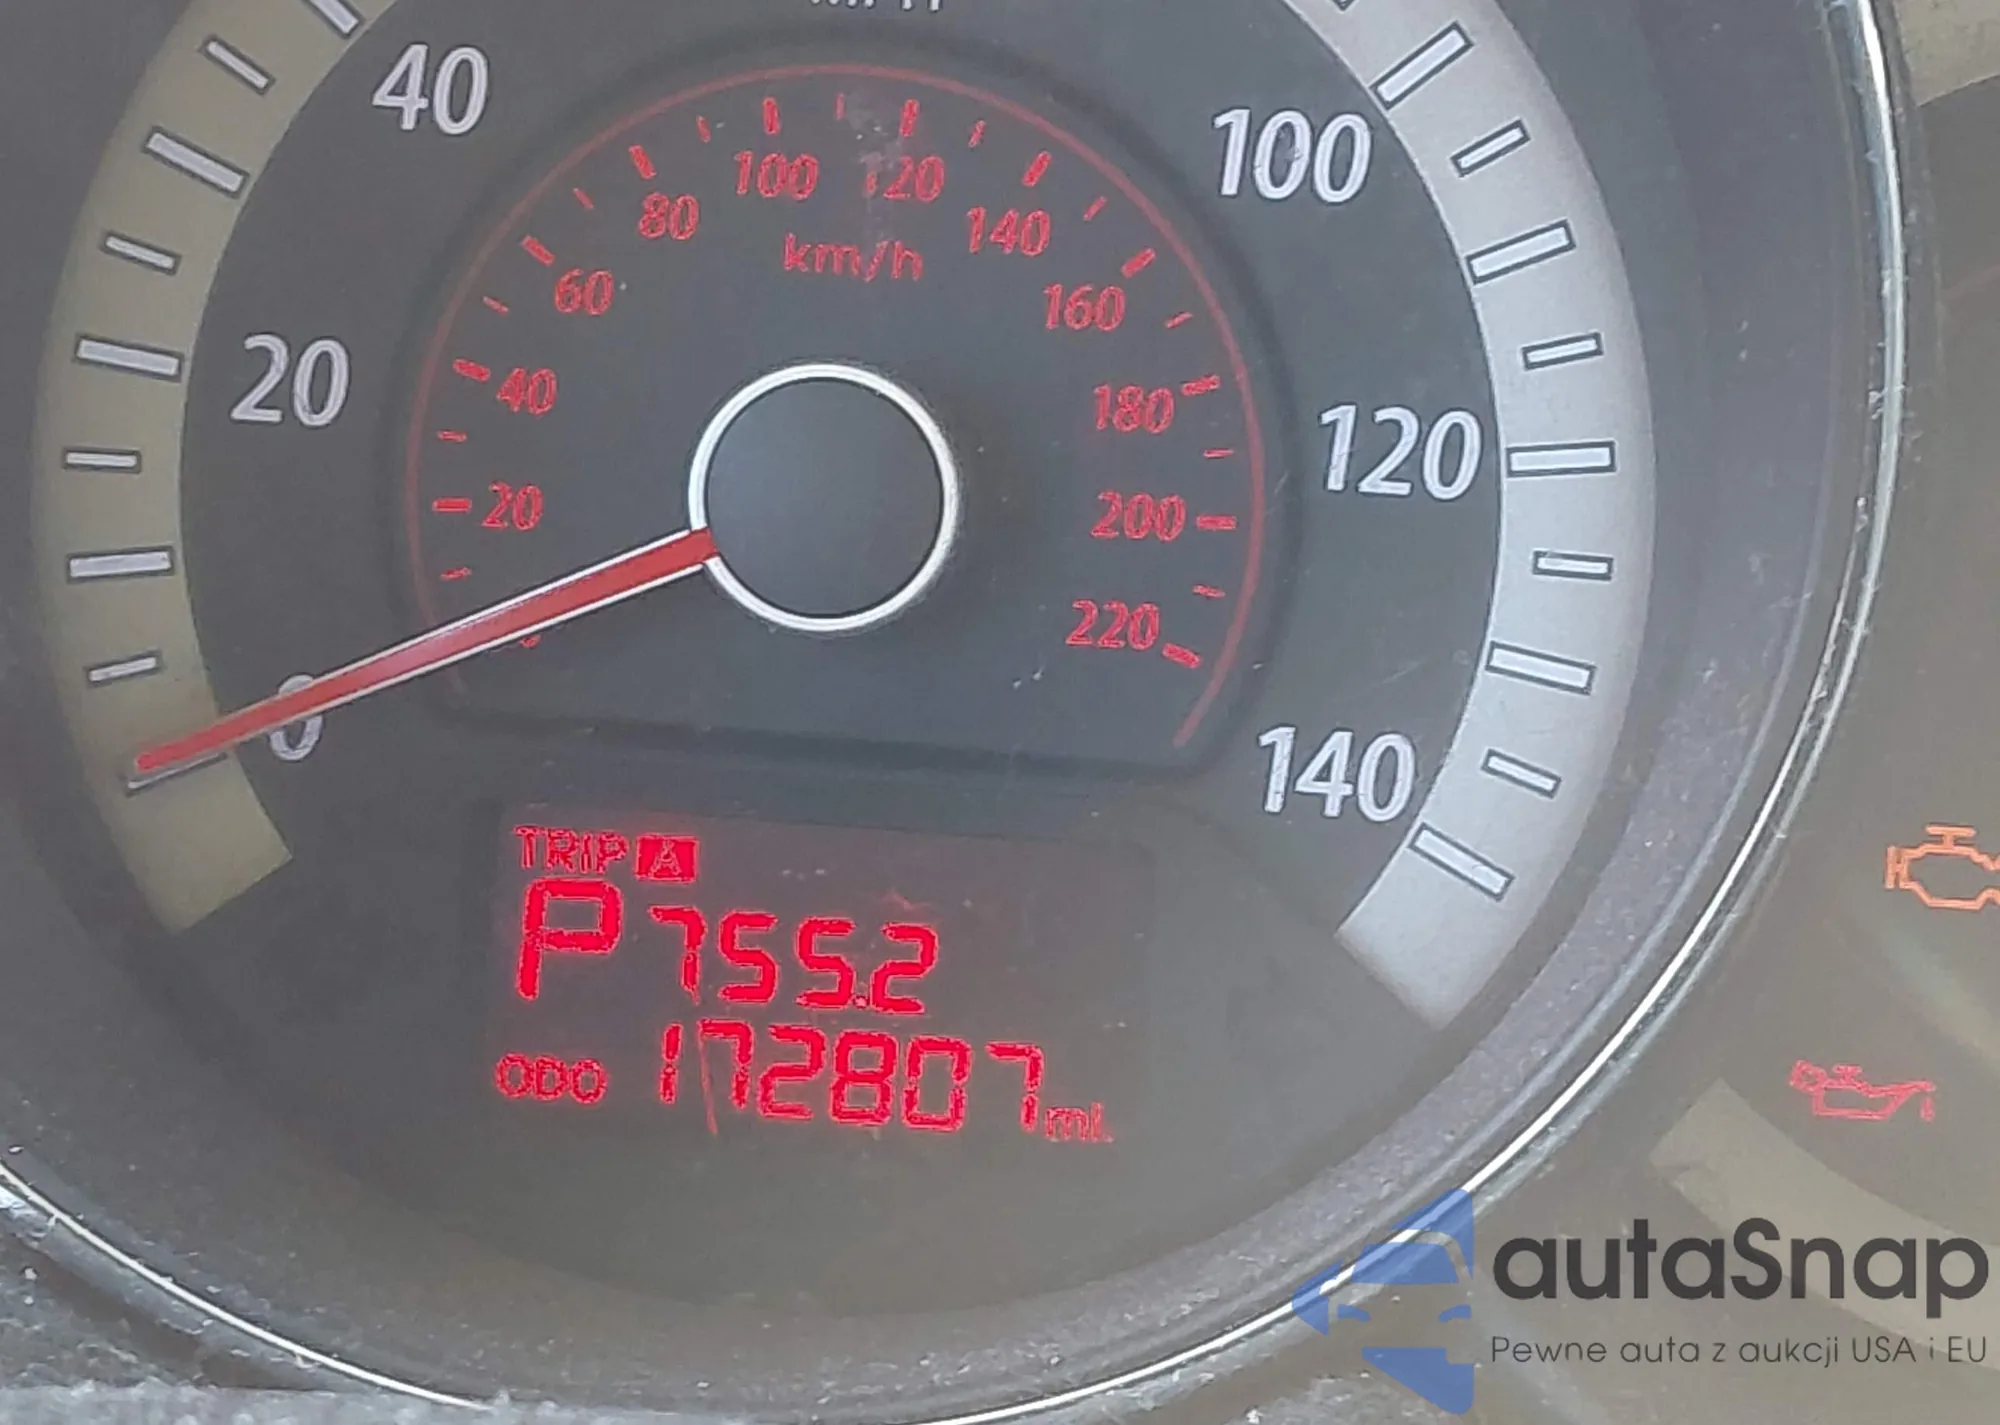 40
100
20
120
0
140
100 120
80 140
km/h
60 160
40 180
20 200
220
TRIP A
P 755.2
ODO 172807 mi.
autaSnap
Pewne auta z aukcji USA i EU